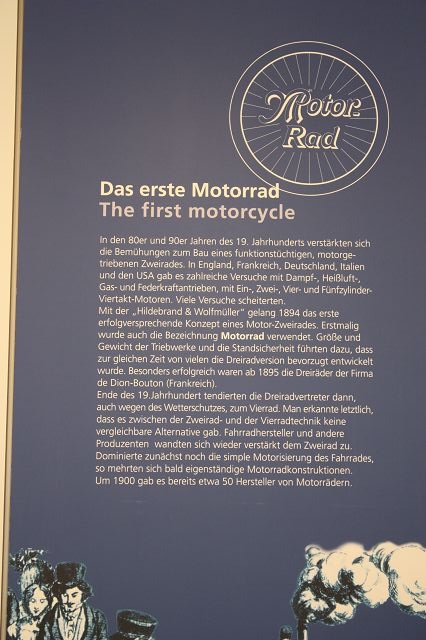 Motor-
Rad
Das erste Motorrad
The first motorcycle
In den 80er und 90er Jahren des 19. Jahrhunderts verstärkten sich
die Bemühungen zum Bau eines funktionstüchtigen, motorge-
triebenen Zweirades. In England, Frankreich, Deutschland, Italien
und den USA gab es zahlreiche Versuche mit Dampf-, Heißluft-,
Gas- und Federkraftantrieben, mit Ein-, Zwei-, Vier- und Fünfzylinder-
Viertakt-Motoren. Viele Versuche scheiterten.
Mit der „Hildebrand & Wolfmüller" gelang 1894 das erste
erfolgversprechende Konzept eines Motor-Zweirades. Erstmalig
wurde auch die Bezeichnung Motorrad verwendet. Größe und
Gewicht der Triebwerke und die Standsicherheit führten dazu, dass
zur gleichen Zeit von vielen die Dreiradversion bevorzugt entwickelt
wurde. Besonders erfolgreich waren ab 1895 die Dreiräder der Firma
de Dion-Bouton (Frankreich).
Ende des 19.Jahrhundert tendierten die Dreiradvertreter dann,
auch wegen des Wetterschutzes, zum Vierrad. Man erkannte letztlich,
dass es zwischen der Zweirad- und der Vierradtechnik keine
vergleichbare Alternative gab. Fahrradhersteller und andere
Produzenten wandten sich wieder verstärkt dem Zweirad zu.
Dominierte zunächst noch die simple Motorisierung des Fahrrades,
so mehrten sich bald eigenständige Motorradkonstruktionen.
Um 1900 gab es bereits etwa 50 Hersteller von Motorrädern.